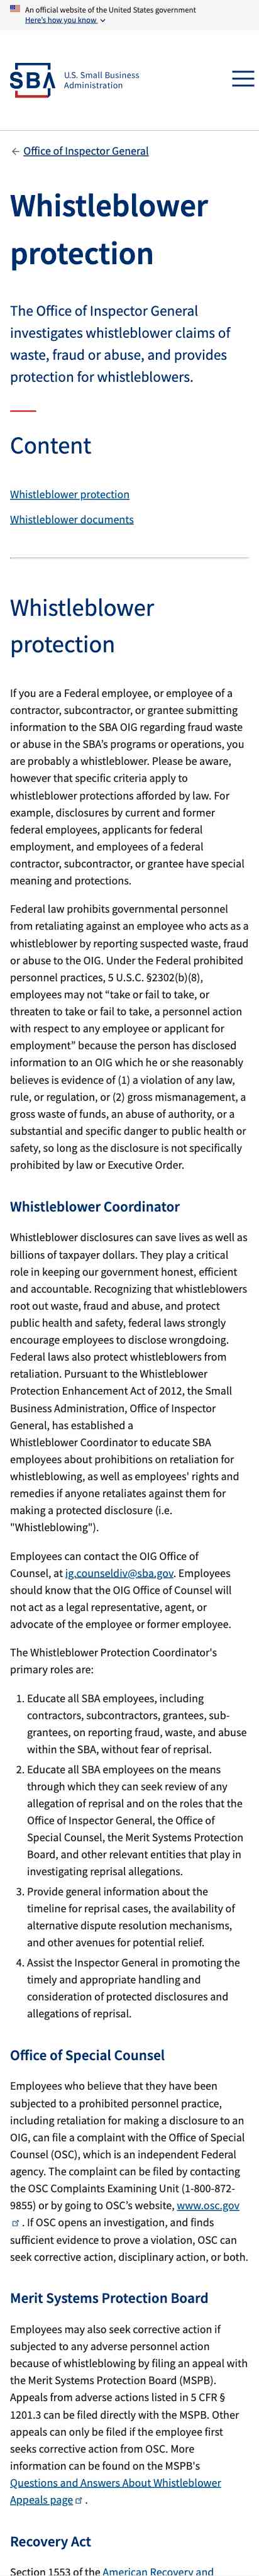 An official website of the United States government
Here's how you know
SBA
U.S. Small Business
Administration
Office of Inspector General
Whistleblower
protection
The Office of Inspector General
investigates whistleblower claims of
waste, fraud or abuse, and provides
protection for whistleblowers.
Content
Whistleblower protection
Whistleblower documents
Whistleblower
protection
If you are a Federal employee, or employee of a
contractor, subcontractor, or grantee submitting
information to the SBA OIG regarding fraud waste
or abuse in the SBA's programs or operations, you
are probably a whistleblower. Please be aware,
however that specific criteria apply to
whistleblower protections afforded by law. For
example, disclosures by current and former
federal employees, applicants for federal
employment, and employees of a federal
contractor, subcontractor, or grantee have special
meaning and protections.
Federal law prohibits governmental personnel
from retaliating against an employee who acts as a
whistleblower by reporting suspected waste, fraud
or abuse to the OIG. Under the Federal prohibited
personnel practices, 5 U.S.C. §2302(b)(8),
employees may not “take or fail to take, or
threaten to take or fail to take, a personnel action
with respect to any employee or applicant for
employment” because the person has disclosed
information to an OIG which he or she reasonably
believes is evidence of (1) a violation of any law,
rule, or regulation, or (2) gross mismanagement, a
gross waste of funds, an abuse of authority, or a
substantial and specific danger to public health or
safety, so long as the disclosure is not specifically
prohibited by law or Executive Order.
Whistleblower Coordinator
Whistleblower disclosures can save lives as well as
billions of taxpayer dollars. They play a critical
role in keeping our government honest, efficient
and accountable. Recognizing that whistleblowers
root out waste, fraud and abuse, and protect
public health and safety, federal laws strongly
encourage employees to disclose wrongdoing.
Federal laws also protect whistleblowers from
retaliation. Pursuant to the Whistleblower
Protection Enhancement Act of 2012, the Small
Business Administration, Office of Inspector
General, has established a
Whistleblower Coordinator to educate SBA
employees about prohibitions on retaliation for
whistleblowing, as well as employees' rights and
remedies if anyone retaliates against them for
making a protected disclosure (i.e.
"Whistleblowing").
Employees can contact the OIG Office of
Counsel, at ig.counseldiv@sba.gov. Employees
should know that the OIG Office of Counsel will
not act as a legal representative, agent, or
advocate of the employee or former employee.
The Whistleblower Protection Coordinator's
primary roles are:
1. Educate all SBA employees, including
contractors, subcontractors, grantees, sub-
grantees, on reporting fraud, waste, and abuse
within the SBA, without fear of reprisal.
2. Educate all SBA employees on the means
through which they can seek review of any
allegation of reprisal and on the roles that the
Office of Inspector General, the Office of
Special Counsel, the Merit Systems Protection
Board, and other relevant entities that play in
investigating reprisal allegations.
3. Provide general information about the
timeline for reprisal cases, the availability of
alternative dispute resolution mechanisms,
and other avenues for potential relief.
4. Assist the Inspector General in promoting the
timely and appropriate handling and
consideration of protected disclosures and
allegations of reprisal.
Office of Special Counsel
Employees who believe that they have been
subjected to a prohibited personnel practice,
including retaliation for making a disclosure to an
OIG, can file a complaint with the Office of Special
Counsel (OSC), which is an independent Federal
agency. The complaint can be filed by contacting
the OSC Complaints Examining Unit (1-800-872-
9855) or by going to OSC's website, www.osc.gov
. If OSC opens an investigation, and finds
sufficient evidence to prove a violation, OSC can
seek corrective action, disciplinary action, or both.
Merit Systems Protection Board
Employees may also seek corrective action if
subjected to any adverse personnel action
because of whistleblowing by filing an appeal with
the Merit Systems Protection Board (MSPB).
Appeals from adverse actions listed in 5 CFR §
1201.3 can be filed directly with the MSPB. Other
appeals can only be filed if the employee first
seeks corrective action from OSC. More
information can be found on the MSPB's
Questions and Answers About Whistleblower
Appeals page .
Recovery Act
Section 1553 of the American Recovery and